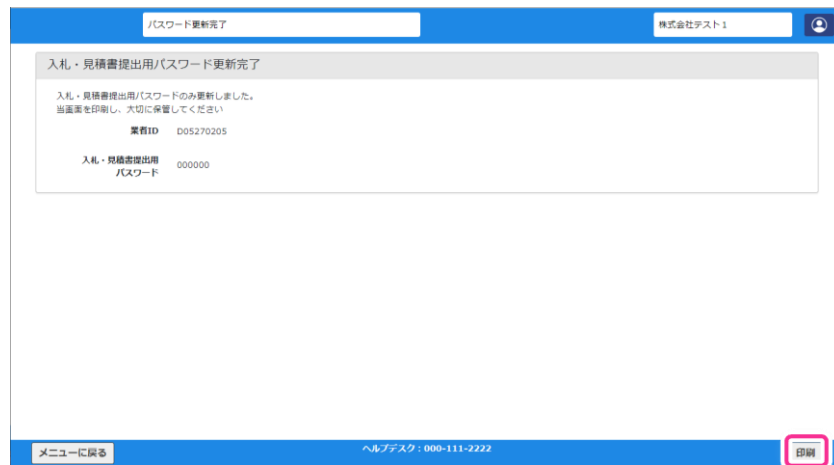 パスワード更新完了
株式会社テスト1
入札・見積書提出用パスワード更新完了
入札・見積書提出用パスワードのみ更新しました。
当画面を印刷し、大切に保管してください
業者ID D05270205
入札・見積書提出用
パスワード
000000
メニューに戻る
ヘルプデスク：000-111-2222
印刷